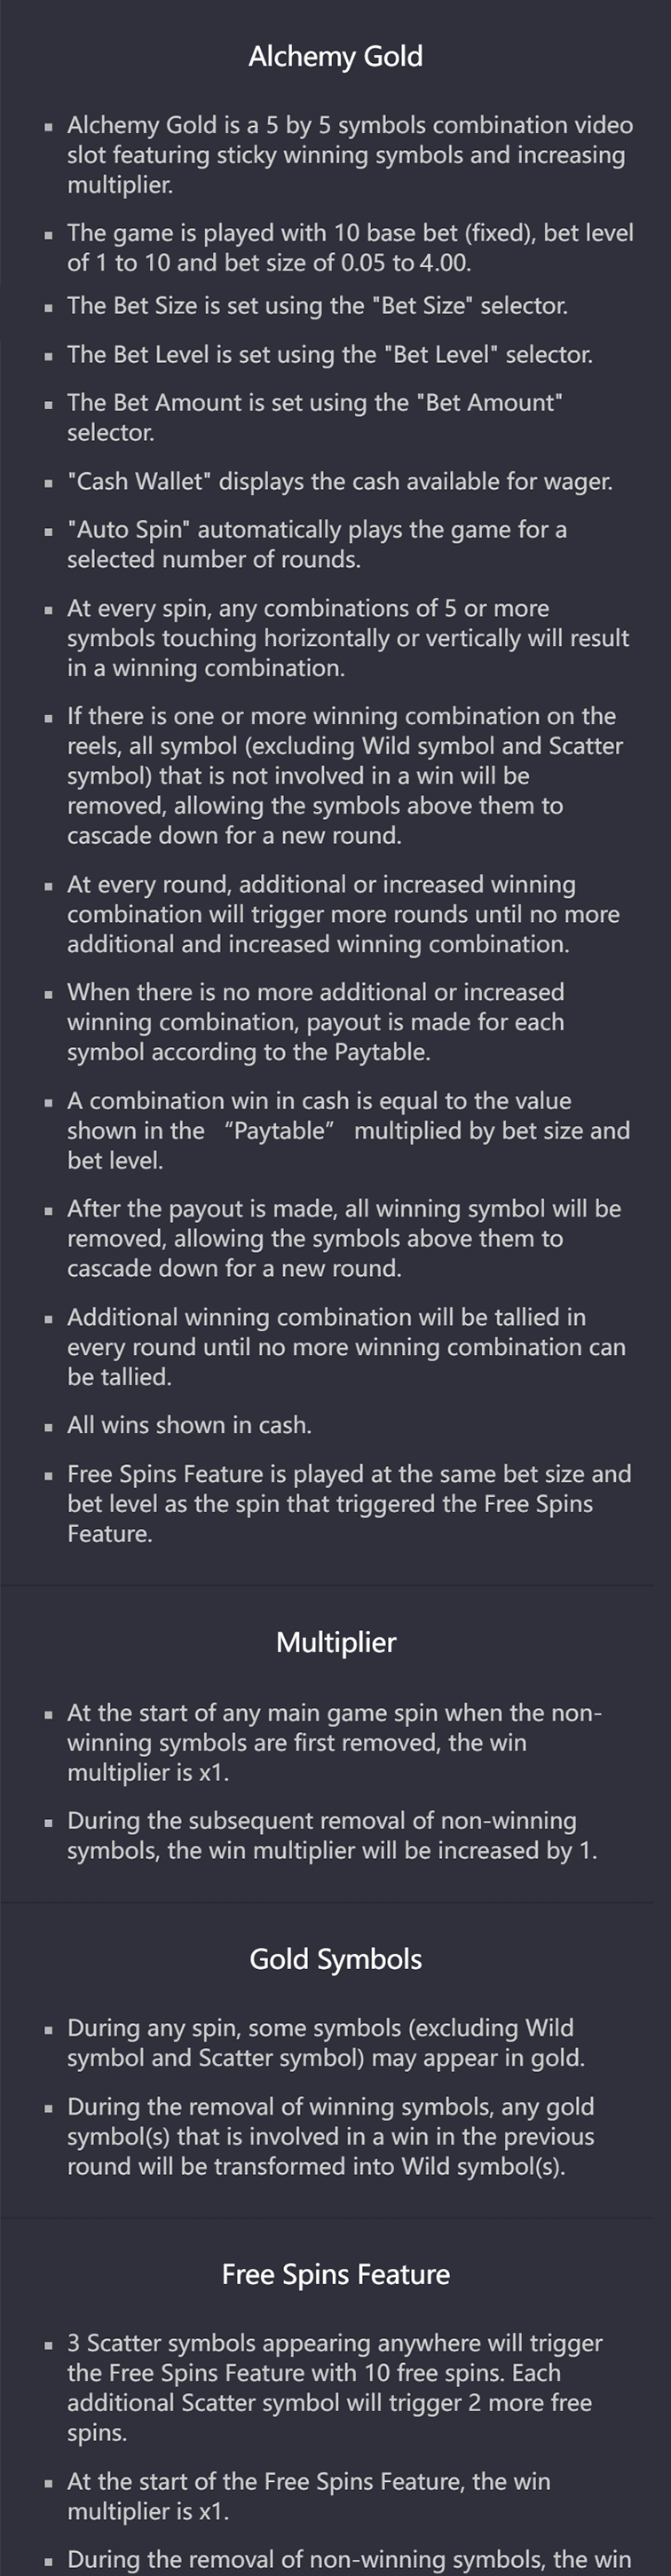 Alchemy Gold
▪ Alchemy Gold is a 5 by 5 symbols combination video
slot featuring sticky winning symbols and increasing
multiplier.
▪ The game is played with 10 base bet (fixed), bet level
of 1 to 10 and bet size of 0.05 to 4.00.
▪ The Bet Size is set using the "Bet Size" selector.
▪ The Bet Level is set using the "Bet Level" selector.
▪ The Bet Amount is set using the "Bet Amount"
selector.
▪ "Cash Wallet" displays the cash available for wager.
▪ "Auto Spin" automatically plays the game for a
selected number of rounds.
▪ At every spin, any combinations of 5 or more
symbols touching horizontally or vertically will result
in a winning combination.
▪ If there is one or more winning combination on the
reels, all symbol (excluding Wild symbol and Scatter
symbol) that is not involved in a win will be
removed, allowing the symbols above them to
cascade down for a new round.
▪ At every round, additional or increased winning
combination will trigger more rounds until no more
additional and increased winning combination.
▪ When there is no more additional or increased
winning combination, payout is made for each
symbol according to the Paytable.
▪ A combination win in cash is equal to the value
shown in the “Paytable” multiplied by bet size and
bet level.
▪ After the payout is made, all winning symbol will be
removed, allowing the symbols above them to
cascade down for a new round.
▪ Additional winning combination will be tallied in
every round until no more winning combination can
be tallied.
▪ All wins shown in cash.
▪ Free Spins Feature is played at the same bet size and
bet level as the spin that triggered the Free Spins
Feature.
Multiplier
▪ At the start of any main game spin when the non-
winning symbols are first removed, the win
multiplier is x1.
▪ During the subsequent removal of non-winning
symbols, the win multiplier will be increased by 1.
Gold Symbols
▪ During any spin, some symbols (excluding Wild
symbol and Scatter symbol) may appear in gold.
▪ During the removal of winning symbols, any gold
symbol(s) that is involved in a win in the previous
round will be transformed into Wild symbol(s).
Free Spins Feature
▪ 3 Scatter symbols appearing anywhere will trigger
the Free Spins Feature with 10 free spins. Each
additional Scatter symbol will trigger 2 more free
spins.
▪ At the start of the Free Spins Feature, the win
multiplier is x1.
▪ During the removal of non-winning symbols, the win